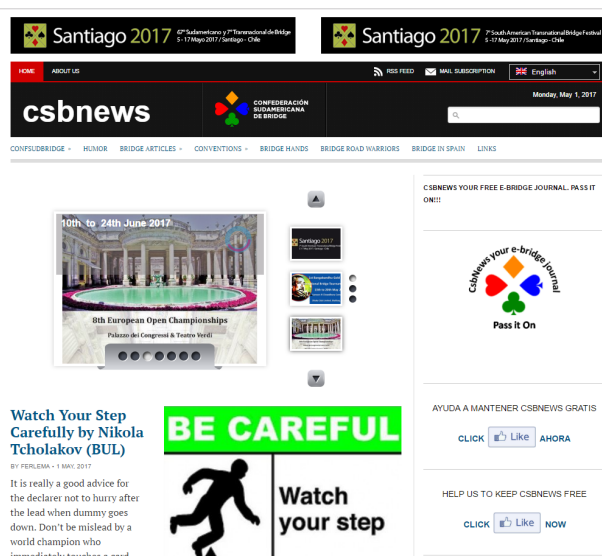 Santiago 2017 67º Sudamericano y 7º Transnacional de Bridge
5 - 17 Mayo 2017 / Santiago - Chile
Santiago 2017 7º South American Transnational Bridge Festival
5 -17 May 2017 / Santiago - Chile
HOME ABOUT US RSS FEED MAIL SUBSCRIPTION English
Monday, May 1, 2017
csbnews
CONFEDERACIÓN
SUDAMERICANA
DE BRIDGE
CONFSUDBRIDGE HUMOR BRIDGE ARTICLES CONVENTIONS BRIDGE HANDS BRIDGE ROAD WARRIORS BRIDGE IN SPAIN LINKS
10th to 24th June 2017
8th European Open Championships
Palazzo dei Congressi & Teatro Verdi
Santiago 2017
CSBNEWS YOUR FREE E-BRIDGE JOURNAL. PASS IT
ON!!!
CsbNews your e-bridge journal
Pass it On
Watch Your Step
Carefully by Nikola
Tcholakov (BUL)
BY FERLEMA • 1 MAY, 2017
It is really a good advice for
the declarer not to hurry after
the lead when dummy goes
down. Don't be mislead by a
world champion who
immediately touches a card
BE CAREFUL
Watch
your step
AYUDA A MANTENER CSBNEWS GRATIS
CLICK Like AHORA
HELP US TO KEEP CSBNEWS FREE
CLICK Like NOW